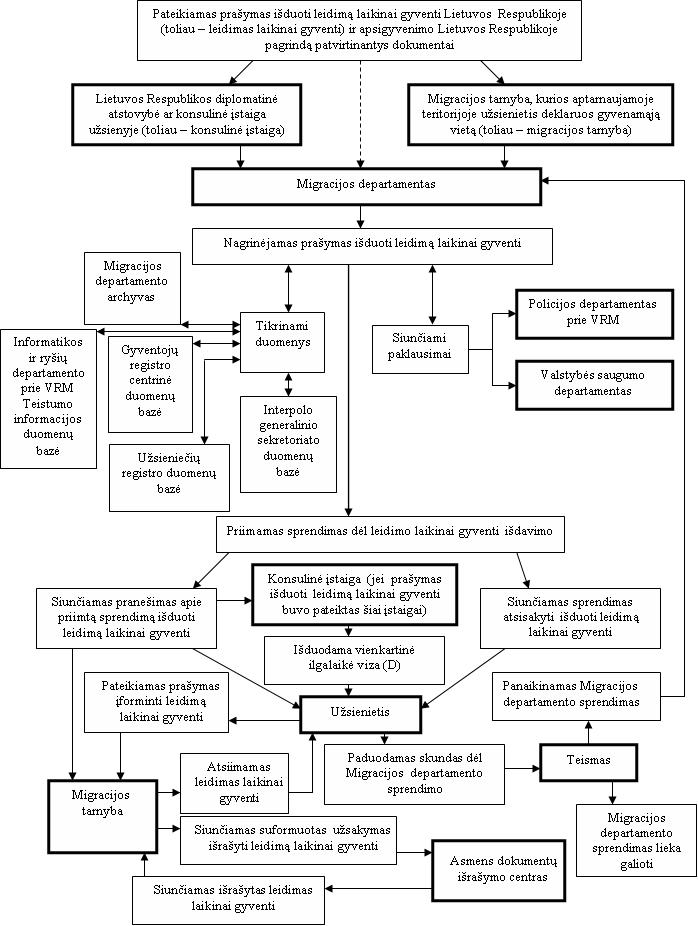 Pateikiamas prašymas išduoti leidimą laikinai gyventi Lietuvos Respublikoje
(toliau – leidimas laikinai gyventi) ir apsigyvenimo Lietuvos Respublikoje
pagrindą patvirtinantys dokumentai
Lietuvos Respublikos diplomatinė
atstovybė ar konsulinė įstaiga
užsienyje (toliau – konsulinė įstaiga)
Migracijos tarnyba, kurios aptarnaujamoje
teritorijoje užsienietis deklaruos gyvenamąją
vietą (toliau – migracijos tarnyba)
Migracijos departamentas
Nagrinėjamas prašymas išduoti leidimą laikinai gyventi
Migracijos
departamento
archyvas
Tikrinami
duomenys
Siunčiami
paklausimai
Policijos departamentas
prie VRM
Valstybės saugumo
departamentas
Informatikos
ir ryšių
departamento
prie VRM
Teistumo
informacijos
duomenų
bazė
Gyventojų
registro
centrinė
duomenų
bazė
Užsieniečių
registro duomenų
bazė
Interpolo
generalinio
sekretoriato
duomenų
bazė
Priimamas sprendimas dėl leidimo laikinai gyventi išdavimo
Siunčiamas pranešimas apie
priimtą sprendimą išduoti
leidimą laikinai gyventi
Konsulinė įstaiga (jei prašymas
išduoti leidimą laikinai gyventi
buvo pateiktas šiai įstaigai)
Siunčiamas sprendimas
atsisakyti išduoti leidimą
laikinai gyventi
Išduodama vienkartinė
ilgalaikė viza (D)
Pateikiamas prašymas
įforminti leidimą
laikinai gyventi
Užsienietis
Panaikinamas Migracijos
departamento sprendimas
Paduodamas skundas dėl
Migracijos departamento
sprendimo
Teismas
Migracijos
tarnyba
Atsiimamas
leidimas laikinai
gyventi
Siunčiamas suformuotas užsakymas
išrašyti leidimą laikinai gyventi
Asmens dokumentų
išrašymo centras
Migracijos
departamento
sprendimas lieka
galioti
Siunčiamas išrašytas leidimas
laikinai gyventi